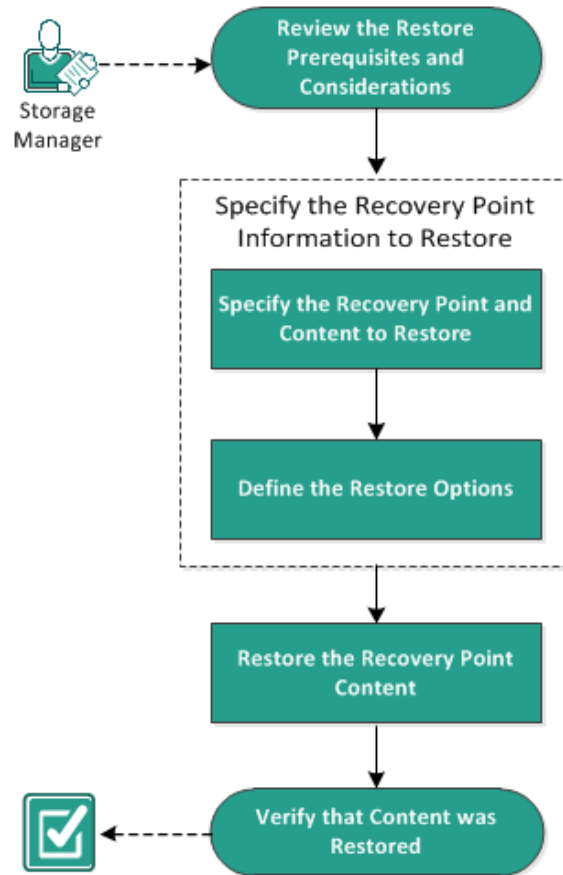 Review the Restore
Prerequisites and
Considerations
Storage
Manager
Specify the Recovery Point
Information to Restore
Specify the Recovery Point and
Content to Restore
Define the Restore Options
Restore the Recovery Point
Content
Verify that Content was
Restored